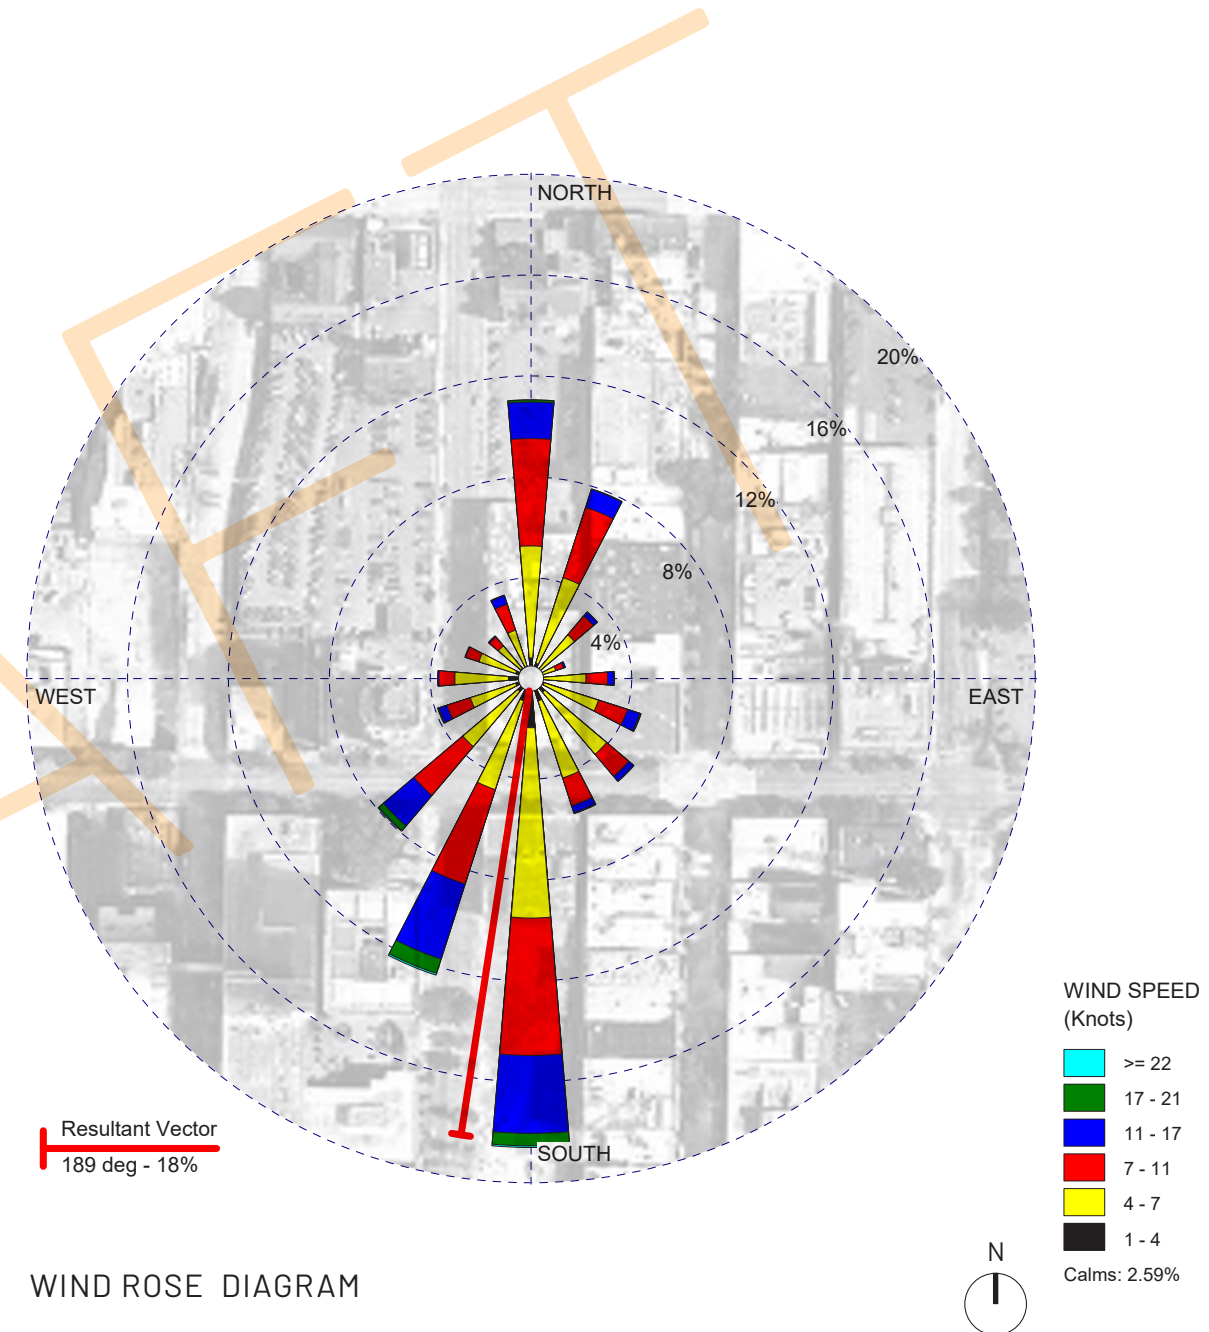 NORTH
20%
16%
12%
8%
4%
WEST
EAST
SOUTH
WIND SPEED
(Knots)
>= 22
17 - 21
11 - 17
7 - 11
4 - 7
1 - 4
Calms: 2.59%
Resultant Vector
189 deg - 18%
N
WIND ROSE DIAGRAM